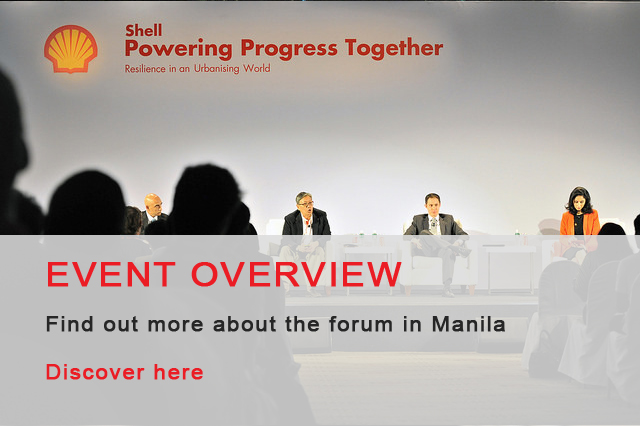 Shell
Powering Progress Together
Resilience in an Urbanising World
EVENT OVERVIEW
Find out more about the forum in Manila
Discover here